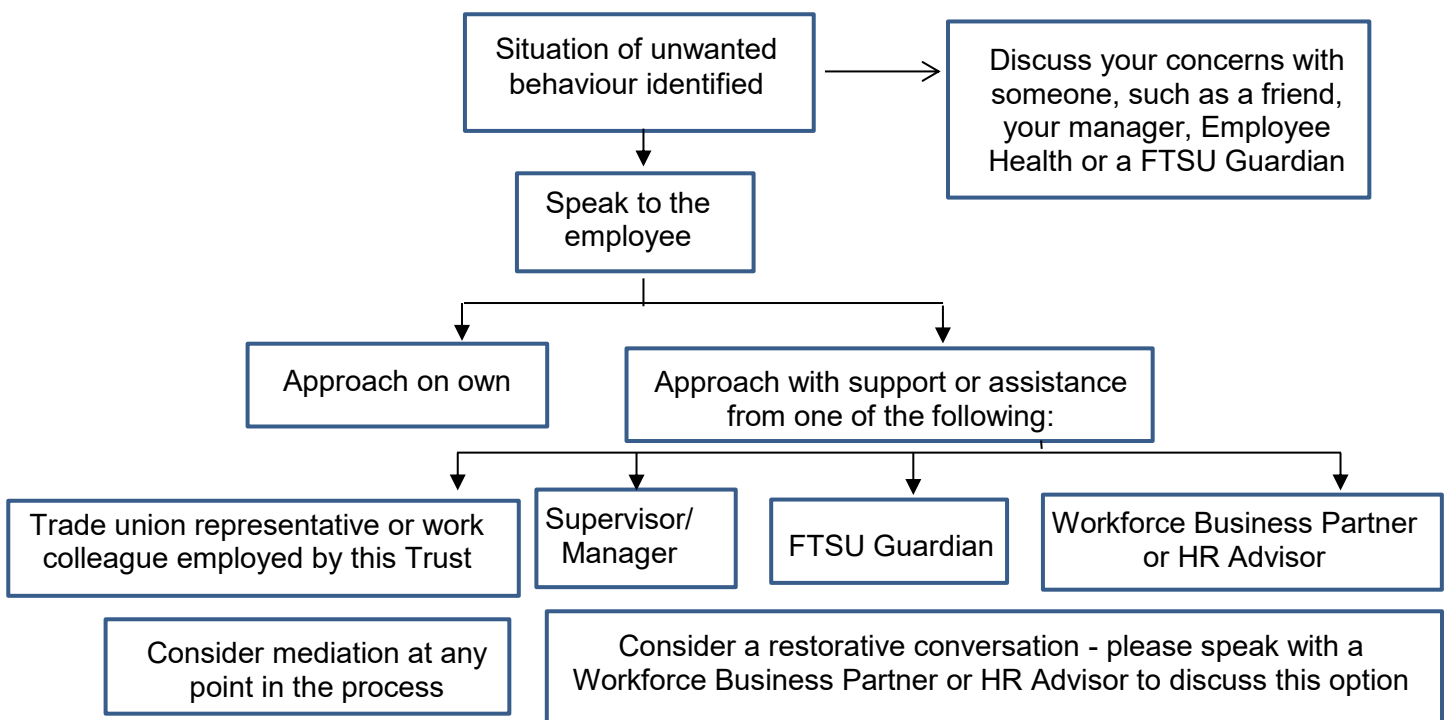 Situation of unwanted
behaviour identified
Discuss your concerns with
someone, such as a friend,
your manager, Employee
Health or a FTSU Guardian
Speak to the
employee
Approach on own
Approach with support or assistance
from one of the following:
Trade union representative or work
colleague employed by this Trust
Supervisor/
Manager
FTSU Guardian
Workforce Business Partner
or HR Advisor
Consider mediation at any
point in the process
Consider a restorative conversation - please speak with a
Workforce Business Partner or HR Advisor to discuss this option